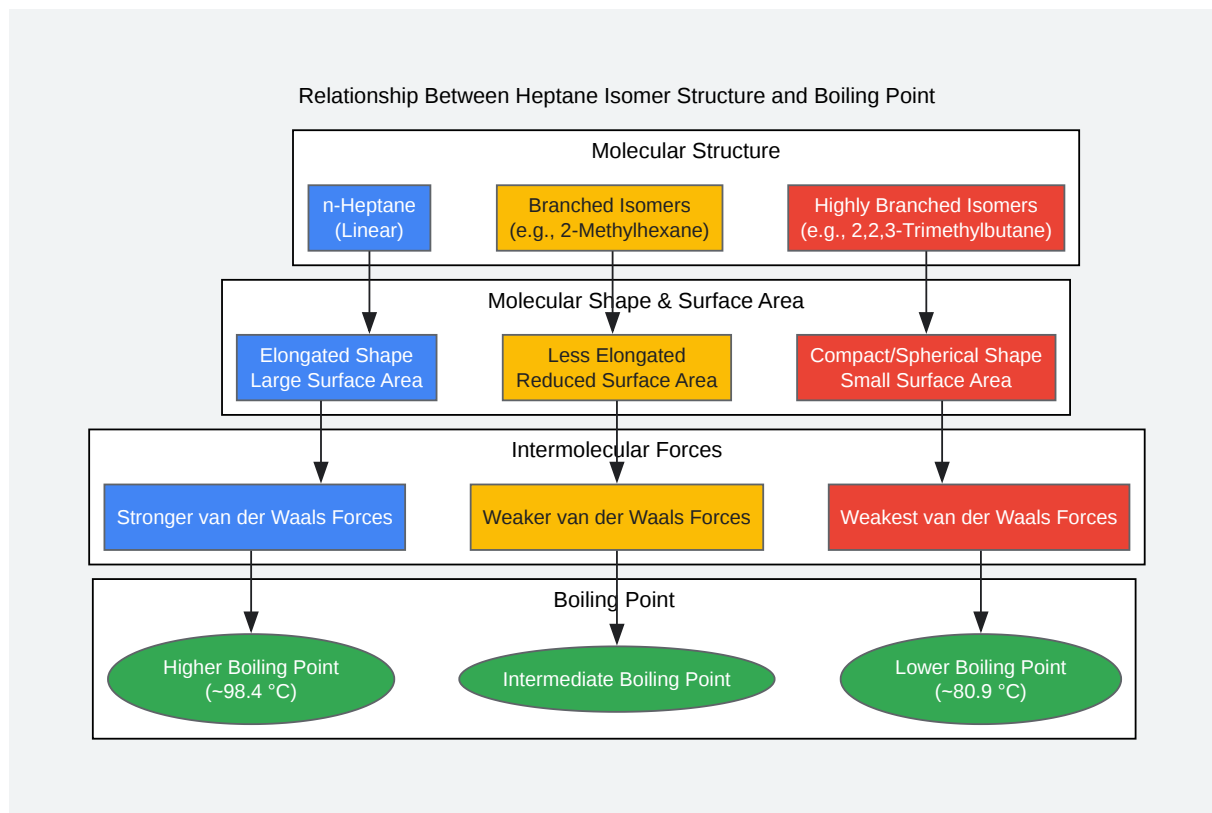 Relationship Between Heptane Isomer Structure and Boiling Point
Molecular Structure
n-Heptane
(Linear)
Branched Isomers
(e.g., 2-Methylhexane)
Highly Branched Isomers
(e.g., 2,2,3-Trimethylbutane)
Molecular Shape & Surface Area
Elongated Shape
Large Surface Area
Less Elongated
Reduced Surface Area
Compact/Spherical Shape
Small Surface Area
Intermolecular Forces
Stronger van der Waals Forces
Weaker van der Waals Forces
Weakest van der Waals Forces
Boiling Point
Higher Boiling Point
(~98.4 °C)
Intermediate Boiling Point
Lower Boiling Point
(~80.9 °C)